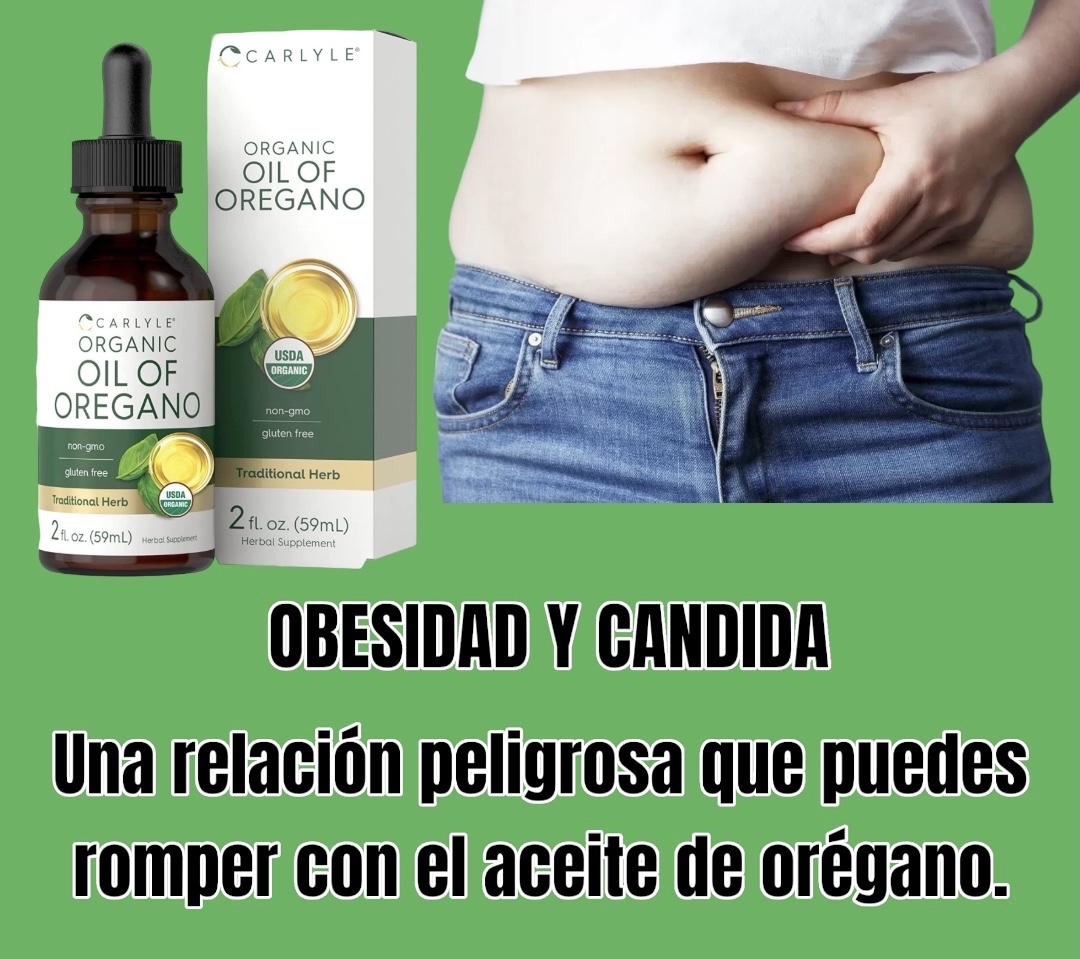 CARLYLE®
ORGANIC
OIL OF
OREGANO
USDA
ORGANIC
non-gmo
gluten free
Traditional Herb
2 fl. oz. (59mL)
Herbal Supplement
CARLYLE®
ORGANIC
OIL OF
OREGANO
non-gmo
gluten free
Traditional Herb
USDA
ORGANIC
2 fl. oz. (59mL) Herbal Supplement
OBESIDAD Y CANDIDA
Una relación peligrosa que puedes
romper con el aceite de orégano.